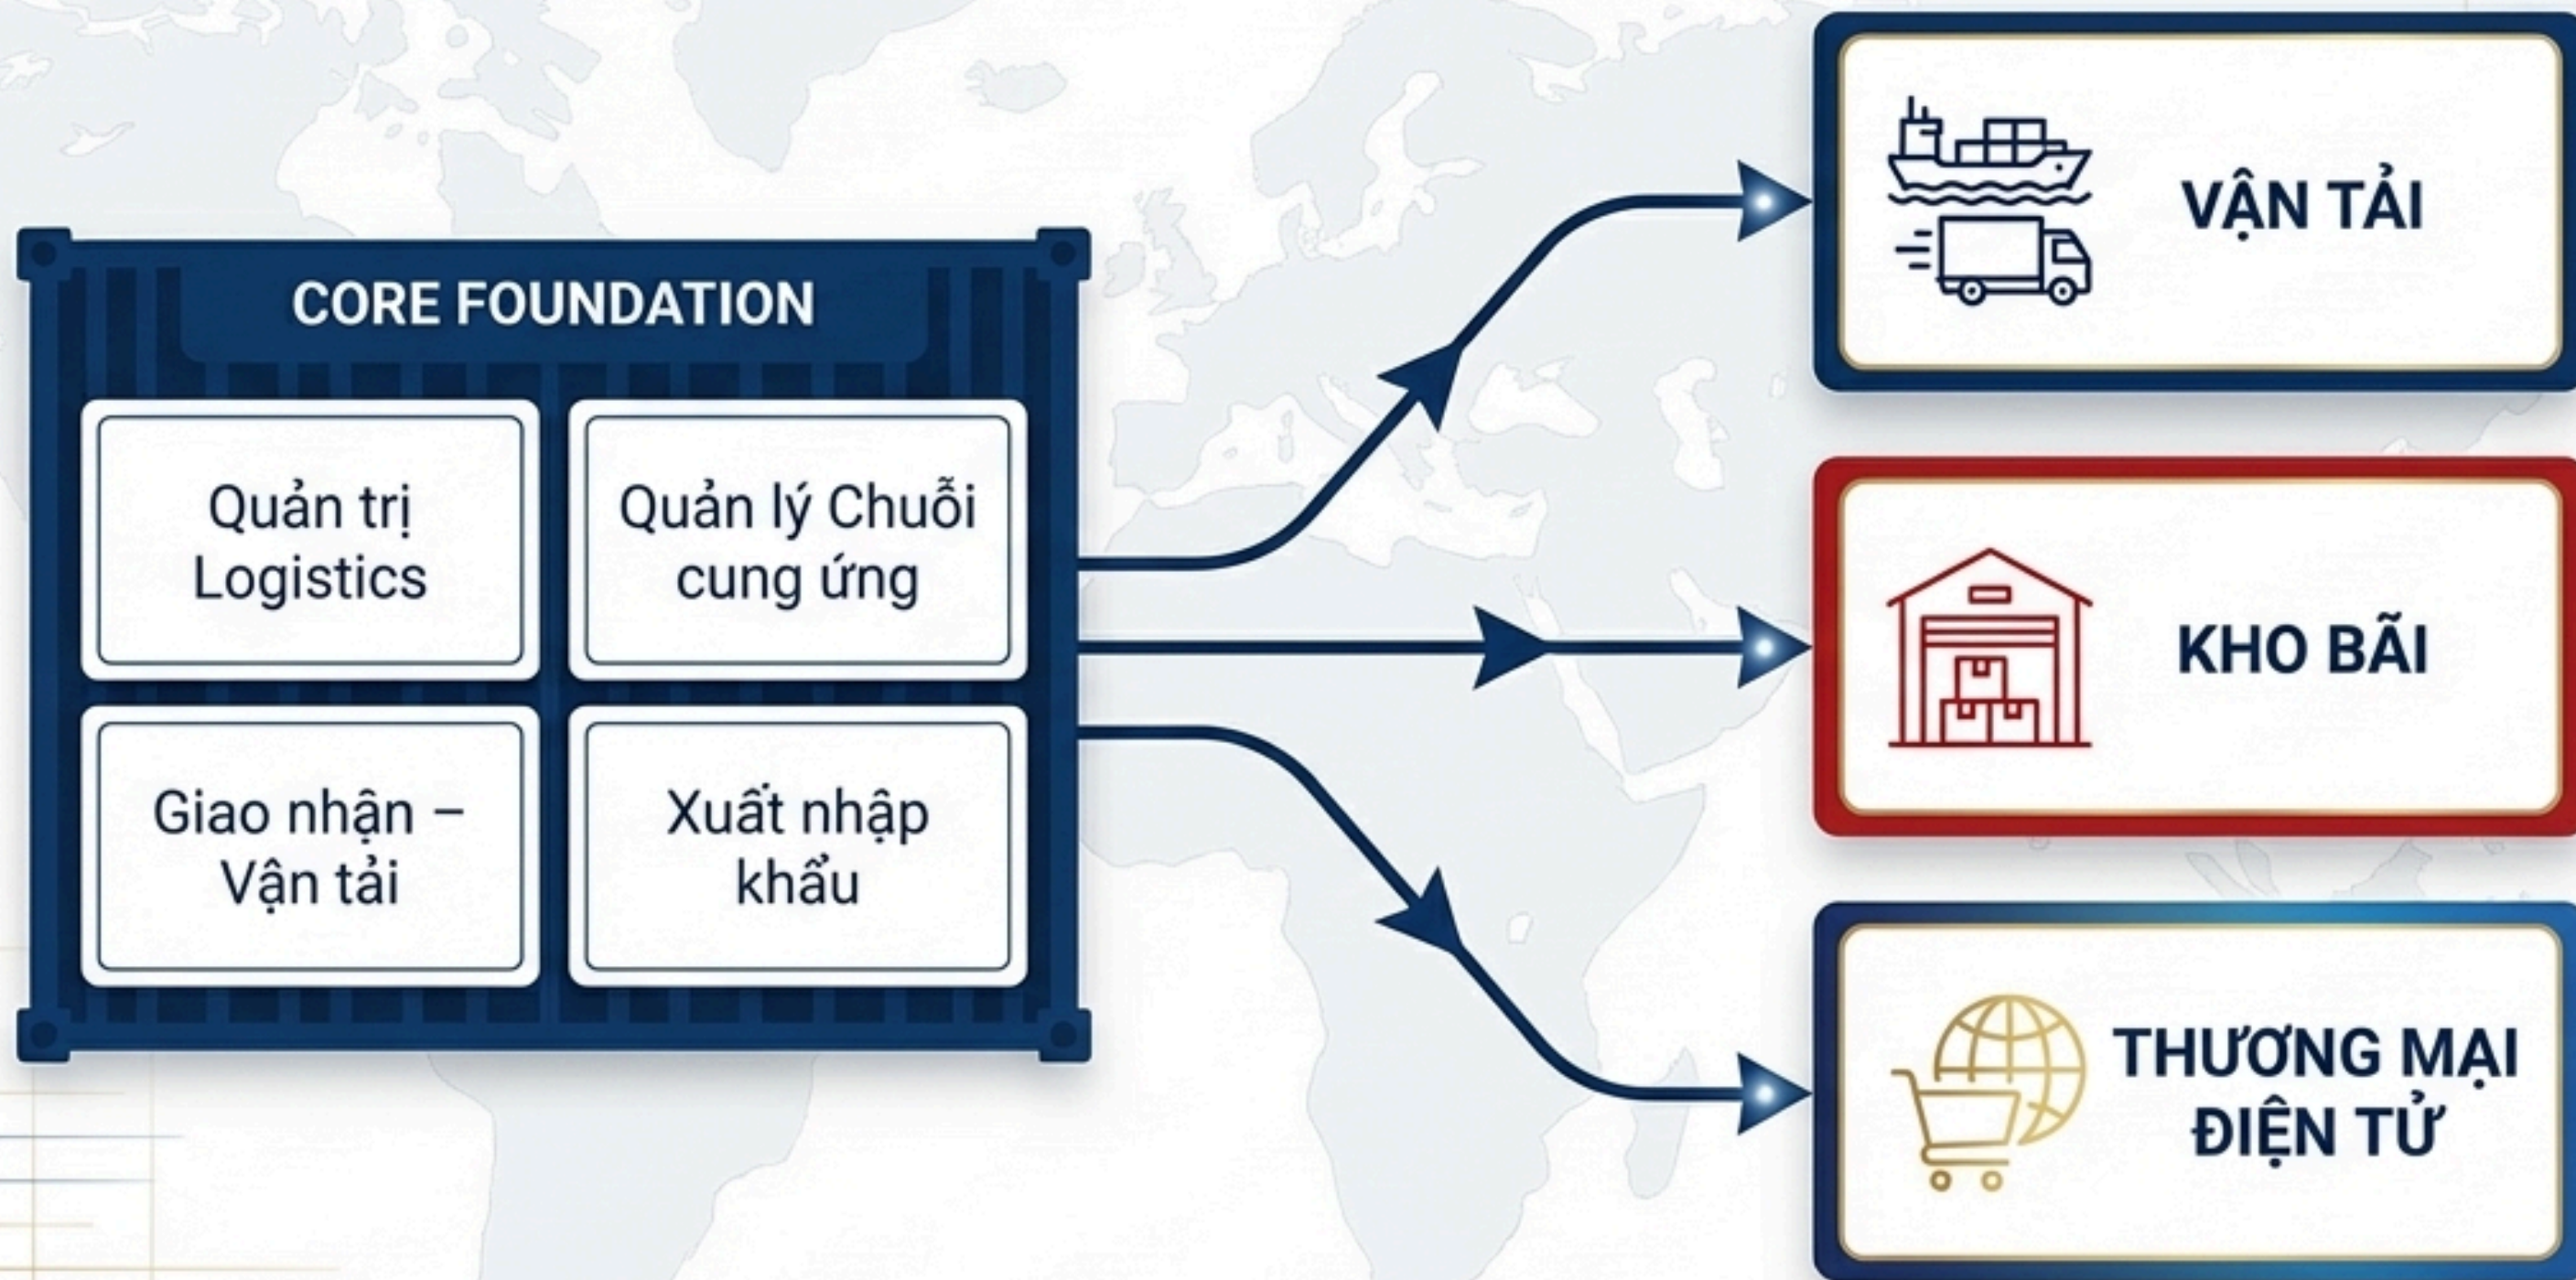 CORE FOUNDATION
Quản trị
Logistics
Quản lý Chuỗi
cung ứng
Giao nhận –
Vận tải
Xuất nhập
khẩu
VẬN TẢI
KHO BÃI
THƯƠNG MẠI
ĐIỆN TỬ